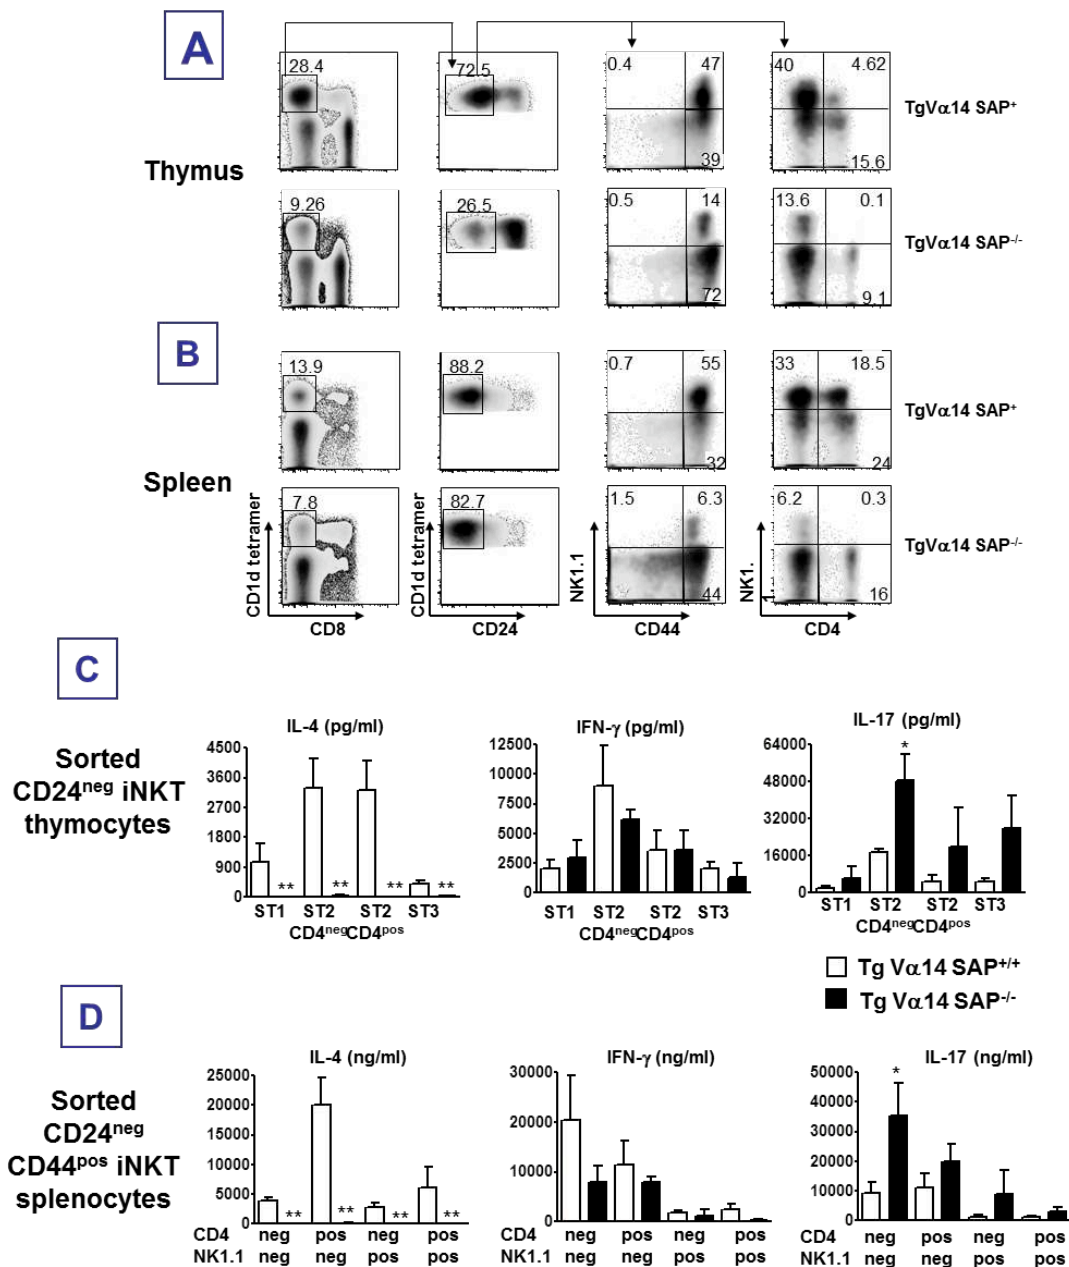 A
28.4
72.5
0.4 47
39
40 4.62
15.6
TgVα14 SAP⁺
Thymus
9.26
26.5
0.5 14
72
13.6 0.1
9.1
TgVα14 SAP⁻/⁻
B
13.9
88.2
0.7 55
32
33 18.5
24
TgVα14 SAP⁺
Spleen
7.8
82.7
1.5 6.3
44
6.2 0.3
16
TgVα14 SAP⁻/⁻
CD1d tetramer
CD1d tetramer
NK1.1
NK1.
1
CD8 CD24 CD44 CD4
C
Sorted
CD24ⁿᵉᵍ iNKT
thymocytes
IL-4 (pg/ml)
4500
3600
2700
1800
900
0
** ** ** **
ST1 ST2 ST2 ST3
CD4ⁿᵉᵍ CD4ᵖᵒˢ
IFN-γ (pg/ml)
12500
10000
7500
5000
2500
0
ST1 ST2 ST2 ST3
CD4ⁿᵉᵍ CD4ᵖᵒˢ
IL-17 (pg/ml)
64000
48000
32000
16000
0
*
ST1 ST2 ST2 ST3
CD4ⁿᵉᵍ CD4ᵖᵒˢ
Tg Vα14 SAP⁺/⁺
Tg Vα14 SAP⁻/⁻
D
Sorted
CD24ⁿᵉᵍ
CD44ᵖᵒˢ iNKT
splenocytes
IL-4 (ng/ml)
25000
20000
15000
10000
5000
0
** ** ** **
CD4 neg pos neg pos
NK1.1 neg neg pos pos
IFN-γ (ng/ml)
30000
20000
10000
0
CD4 neg pos neg pos
NK1.1 neg neg pos pos
IL-17 (ng/ml)
50000
40000
30000
20000
10000
0
*
CD4 neg pos neg pos
NK1.1 neg neg pos pos